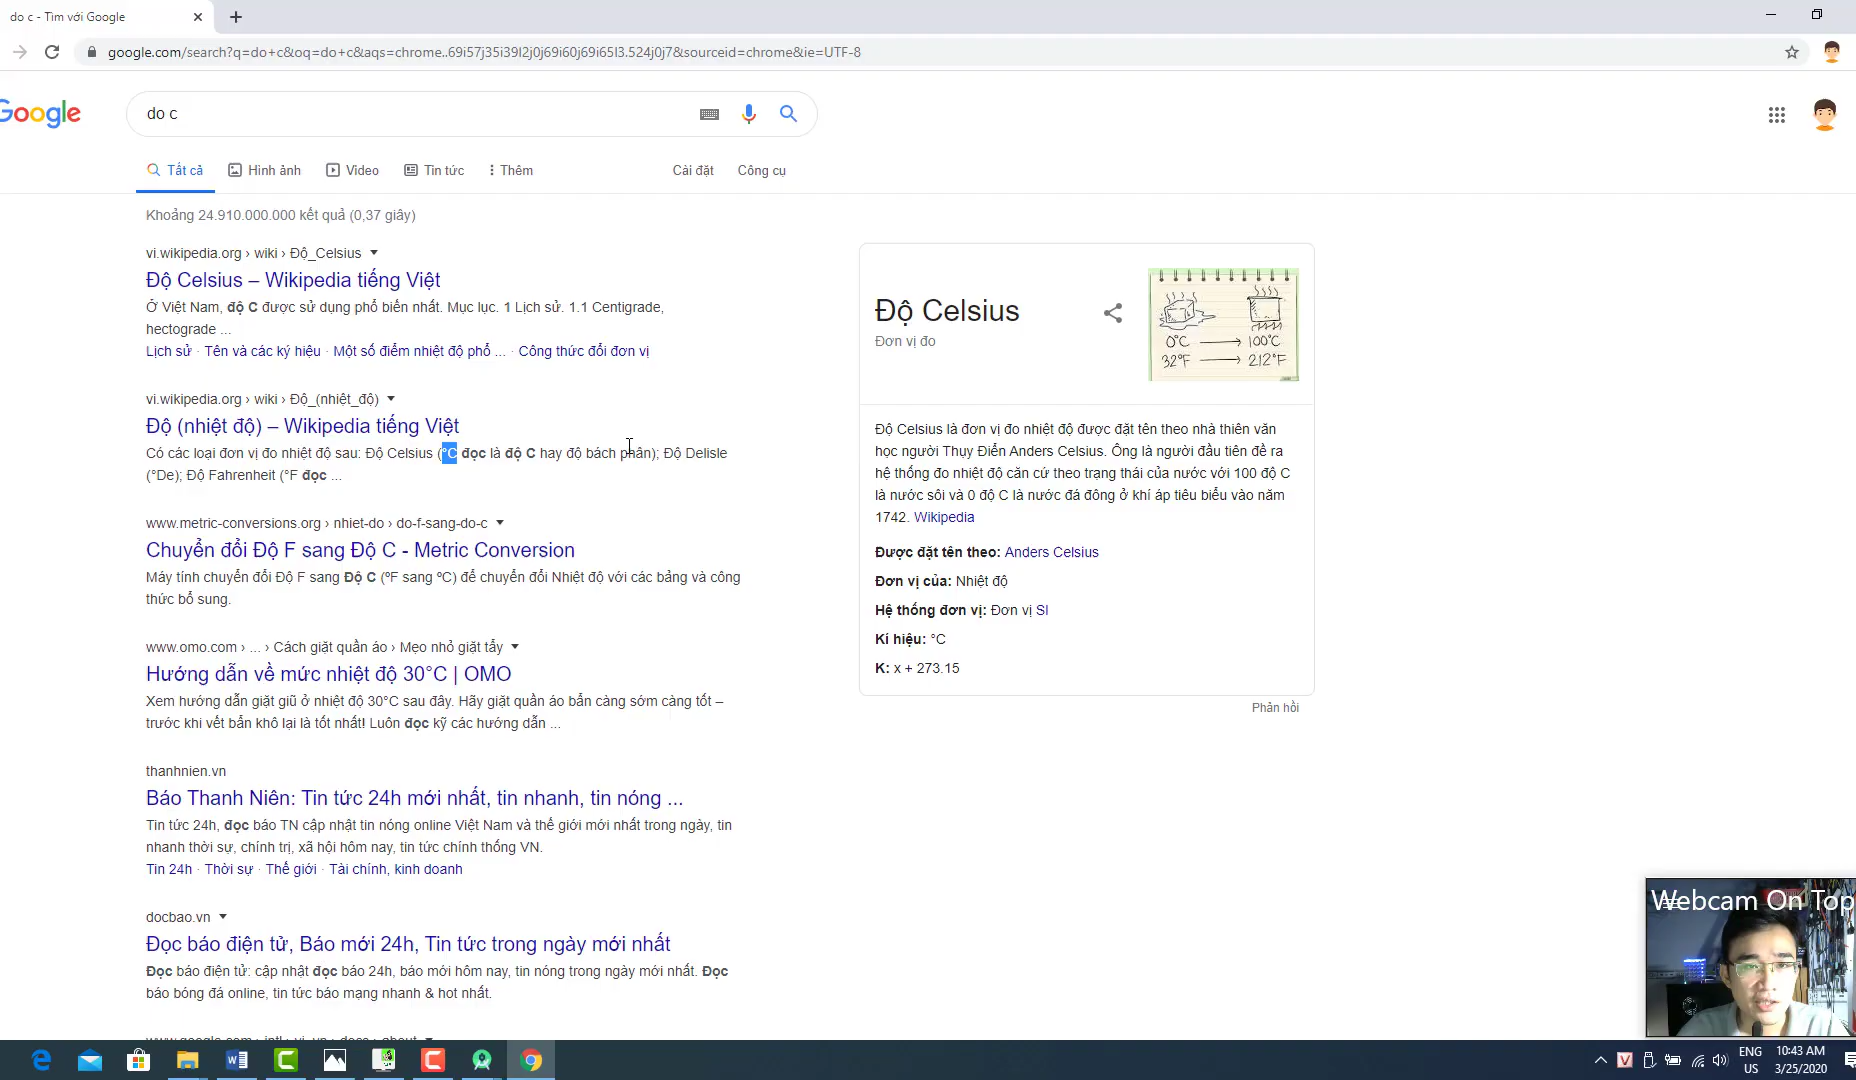 do c - Tìm với Google
google.com/search?q=do+c&oq=do+c&aqs=chrome..69i57j35i39l2j0j69i60j69i65l3.524j0j7&sourceid=chrome&ie=UTF-8
Google
do c
Tất cả
Hình ảnh
Video
Tin tức
Thêm
Cài đặt
Công cụ
Khoảng 24.910.000.000 kết quả (0,37 giây)
vi.wikipedia.org › wiki › Độ_Celsius
Độ Celsius – Wikipedia tiếng Việt
Ở Việt Nam, độ C được sử dụng phổ biến nhất. Mục lục. 1 Lịch sử. 1.1 Centigrade,
hectograde ...
Lịch sử · Tên và các ký hiệu · Một số điểm nhiệt độ phổ ... · Công thức đổi đơn vị
vi.wikipedia.org › wiki › Độ_(nhiệt_độ)
Độ (nhiệt độ) – Wikipedia tiếng Việt
Có các loại đơn vị đo nhiệt độ sau: Độ Celsius (°C đọc là độ C hay độ bách phân); Độ Delisle
(°De); Độ Fahrenheit (°F đọc ...
www.metric-conversions.org › nhiet-do › do-f-sang-do-c
Chuyển đổi Độ F sang Độ C - Metric Conversion
Máy tính chuyển đổi Độ F sang Độ C (ºF sang ºC) để chuyển đổi Nhiệt độ với các bảng và công
thức bổ sung.
www.omo.com › ... › Cách giặt quần áo › Mẹo nhỏ giặt tẩy
Hướng dẫn về mức nhiệt độ 30°C | OMO
Xem hướng dẫn giặt giũ ở nhiệt độ 30°C sau đây. Hãy giặt quần áo bẩn càng sớm càng tốt –
trước khi vết bẩn khô lại là tốt nhất! Luôn đọc kỹ các hướng dẫn ...
thanhnien.vn
Báo Thanh Niên: Tin tức 24h mới nhất, tin nhanh, tin nóng ...
Tin tức 24h, đọc báo TN cập nhật tin nóng online Việt Nam và thế giới mới nhất trong ngày, tin
nhanh thời sự, chính trị, xã hội hôm nay, tin tức chính thống VN.
Tin 24h · Thời sự · Thế giới · Tài chính, kinh doanh
docbao.vn
Đọc báo điện tử, Báo mới 24h, Tin tức trong ngày mới nhất
Đọc báo điện tử: cập nhật đọc báo 24h, báo mới hôm nay, tin nóng trong ngày mới nhất. Đọc
báo bóng đá online, tin tức báo mạng nhanh & hot nhất.
Độ Celsius
Đơn vị đo
0°C 100°C
32°F 212°F
Độ Celsius là đơn vị đo nhiệt độ được đặt tên theo nhà thiên văn
học người Thụy Điển Anders Celsius. Ông là người đầu tiên đề ra
hệ thống đo nhiệt độ căn cứ theo trạng thái của nước với 100 độ C
là nước sôi và 0 độ C là nước đá đông ở khí áp tiêu biểu vào năm
1742. Wikipedia
Được đặt tên theo: Anders Celsius
Đơn vị của: Nhiệt độ
Hệ thống đơn vị: Đơn vị SI
Kí hiệu: °C
K: x + 273.15
Phản hồi
Webcam On Top
ENG
US
10:43 AM
3/25/2020